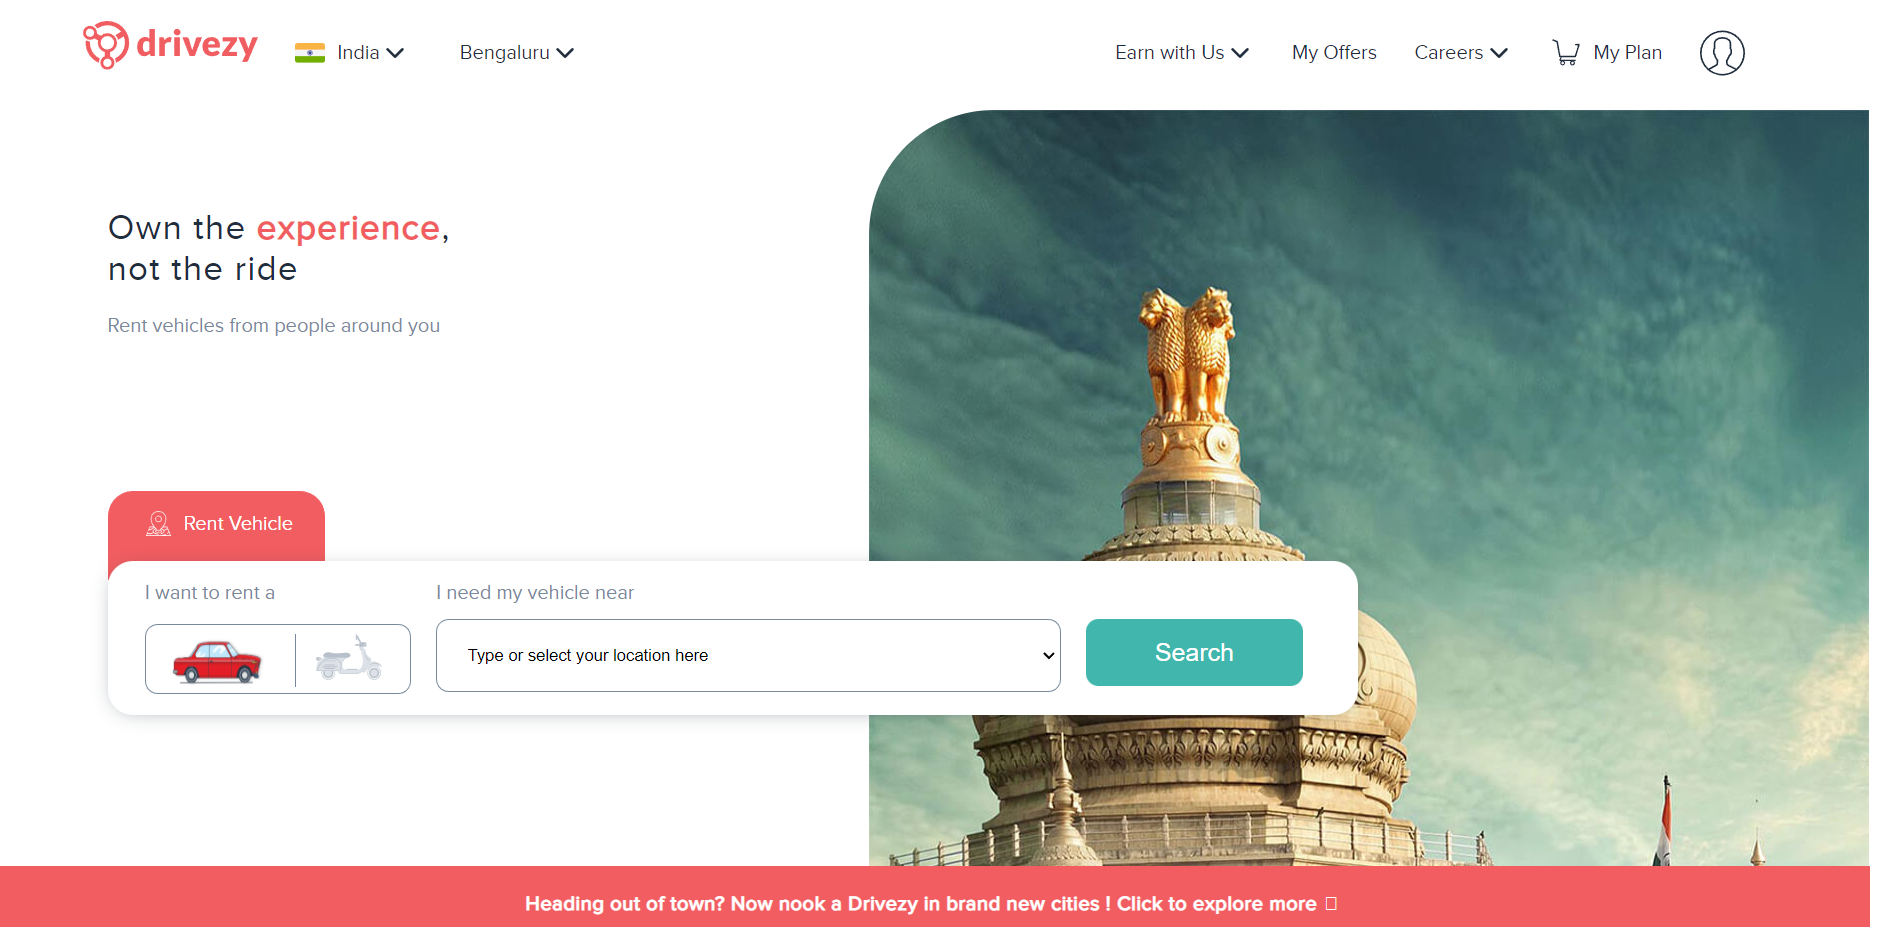 drivezy
India
Bengaluru
Earn with Us
My Offers
Careers
My Plan
Own the experience,
not the ride
Rent vehicles from people around you
Rent Vehicle
I want to rent a
I need my vehicle near
Type or select your location here
Search
Heading out of town? Now nook a Drivezy in brand new cities ! Click to explore more